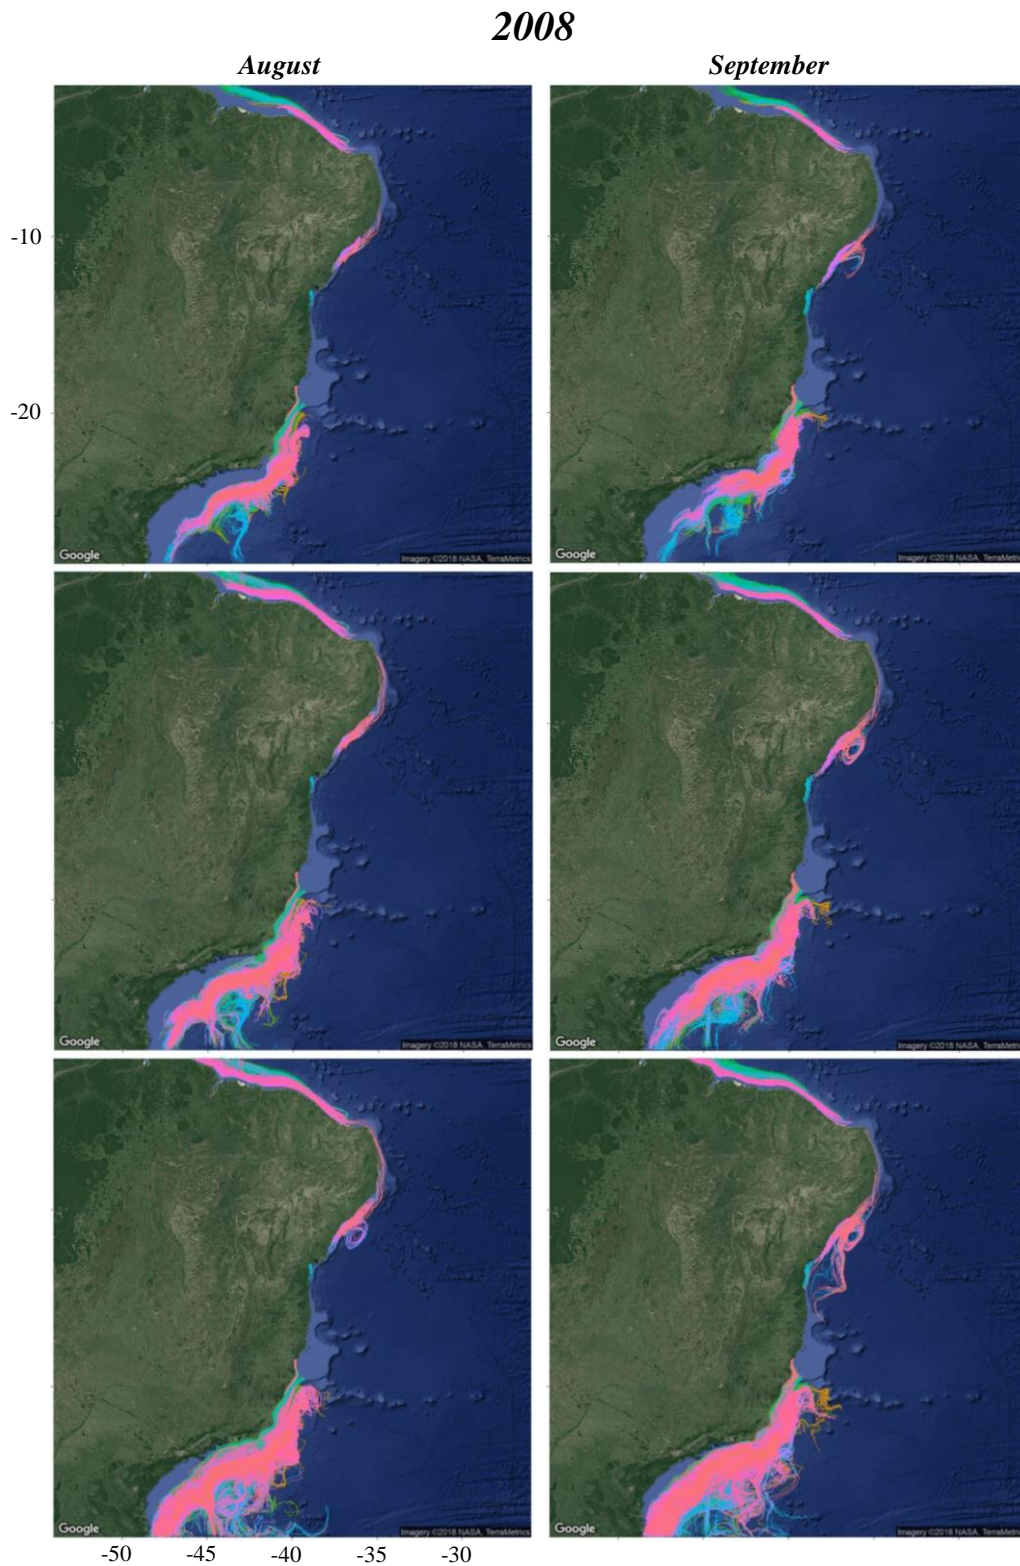 2008
August September
-10
-20
Google Imagery ©2018 NASA, TerraMetrics Google Imagery ©2018 NASA, TerraMetrics
Google Imagery ©2018 NASA, TerraMetrics Google Imagery ©2018 NASA, TerraMetrics
Google Imagery ©2018 NASA, TerraMetrics Google Imagery ©2018 NASA, TerraMetrics
-50 -45 -40 -35 -30